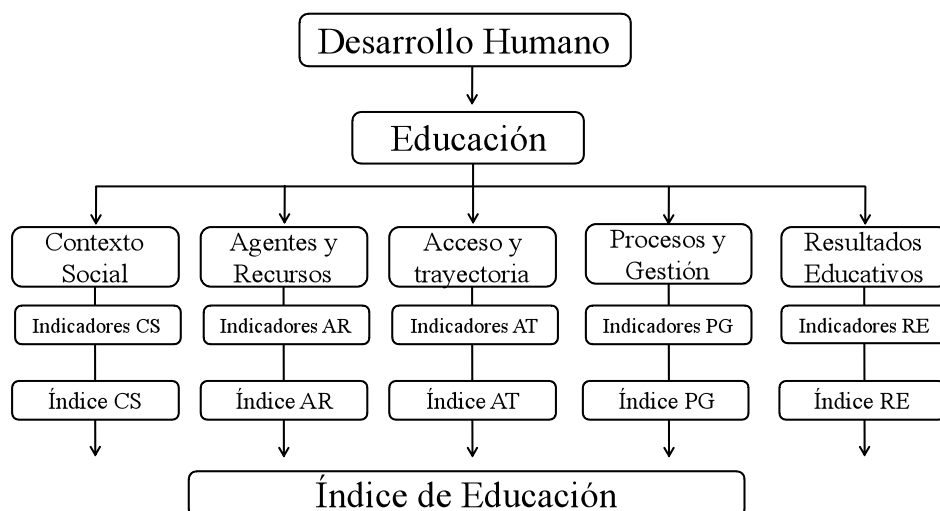 Desarrollo Humano
Educación
Contexto
Social
Agentes y
Recursos
Acceso y
trayectoria
Procesos y
Gestión
Resultados
Educativos
Indicadores CS
Indicadores AR
Indicadores AT
Indicadores PG
Indicadores RE
Índice CS
Índice AR
Índice AT
Índice PG
Índice RE
Índice de Educación